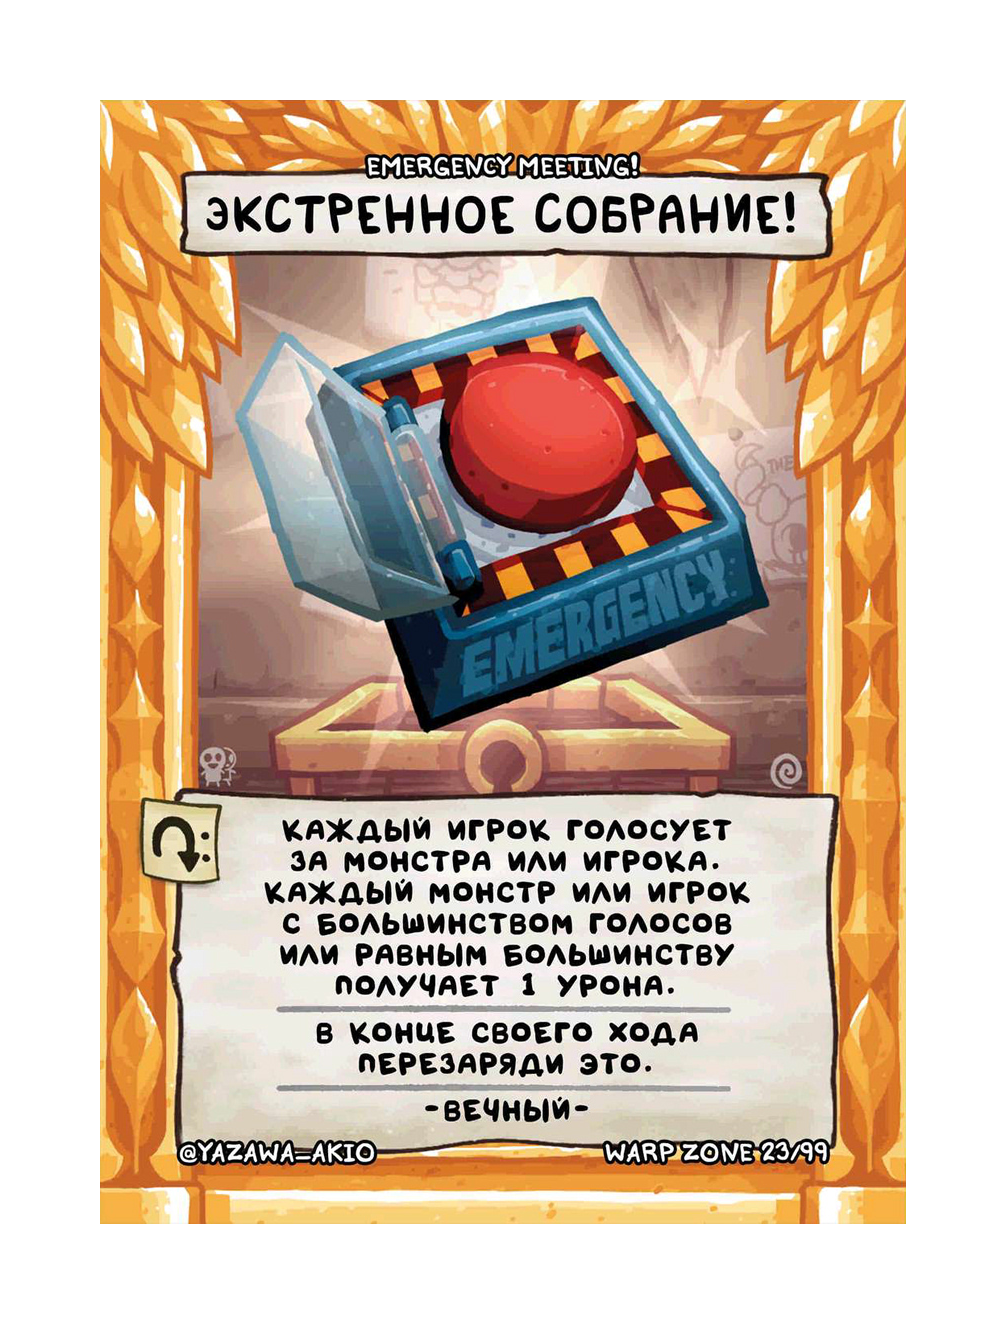 EMERGENCY MEETING!
ЭКСТРЕННОЕ СОБРАНИЕ!
THE
EMERGENCY
КАЖДЫЙ ИГРОК ГОЛОСУЕТ
ЗА МОНСТРА ИЛИ ИГРОКА.
КАЖДЫЙ МОНСТР ИЛИ ИГРОК
С БОЛЬШИНСТВОМ ГОЛОСОВ
ИЛИ РАВНЫМ БОЛЬШИНСТВУ
ПОЛУЧАЕТ 1 УРОНА.
В КОНЦЕ СВОЕГО ХОДА
ПЕРЕЗАРЯДИ ЭТО.
-ВЕЧНЫЙ-
@YAZAWA_AKIO
WARP ZONE 23/99